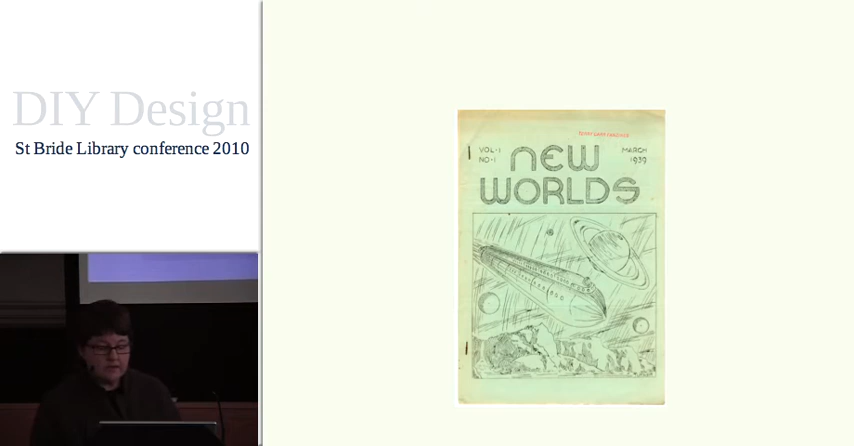 DIY Design
St Bride Library conference 2010
VOL·1
NO·1
NEW
WORLDS
MARCH
1939